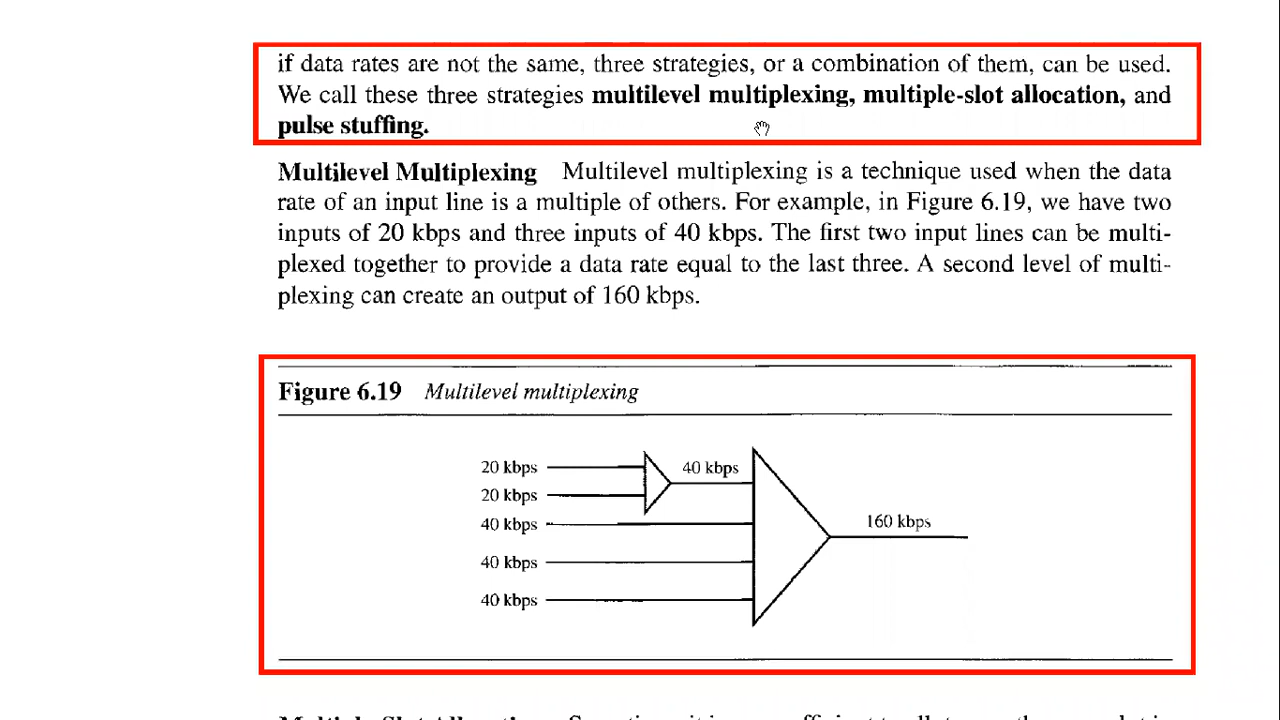 if data rates are not the same, three strategies, or a combination of them, can be used.
We call these three strategies multilevel multiplexing, multiple-slot allocation, and
pulse stuffing.
Multilevel Multiplexing Multilevel multiplexing is a technique used when the data
rate of an input line is a multiple of others. For example, in Figure 6.19, we have two
inputs of 20 kbps and three inputs of 40 kbps. The first two input lines can be multi-
plexed together to provide a data rate equal to the last three. A second level of multi-
plexing can create an output of 160 kbps.
Figure 6.19 Multilevel multiplexing
20 kbps
40 kbps
20 kbps
40 kbps
160 kbps
40 kbps
40 kbps